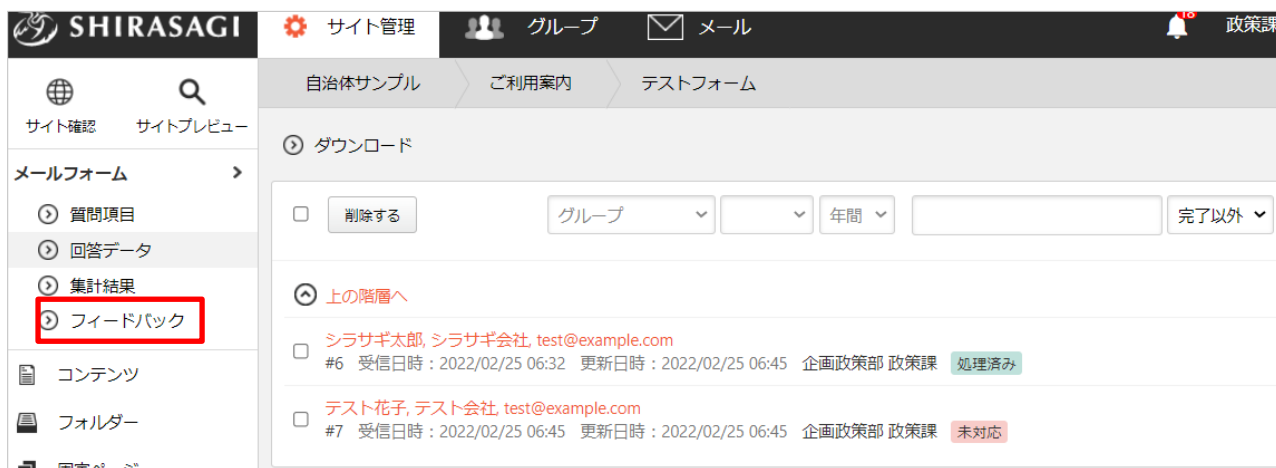 SHIRASAGI サイト管理 グループ メール 18 政策課
自治体サンプル ご利用案内 テストフォーム
サイト確認 サイトプレビュー
ダウンロード
メールフォーム
質問項目
回答データ
集計結果
フィードバック
コンテンツ
フォルダー
削除する グループ 年間 完了以外
上の階層へ
シラサギ太郎, シラサギ会社, test@example.com
#6 受信日時：2022/02/25 06:32 更新日時：2022/02/25 06:45 企画政策部 政策課 処理済み
テスト花子, テスト会社, test@example.com
#7 受信日時：2022/02/25 06:45 更新日時：2022/02/25 06:45 企画政策部 政策課 未対応